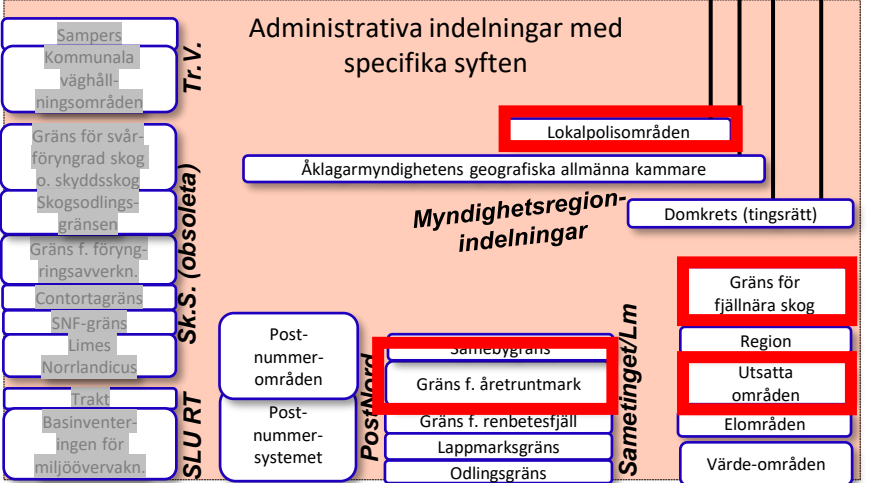 Administrativa indelningar med
specifika syften
Sampers
Kommunala
väghåll-
ningsområden
Tr.V.
Gräns för svår-
föryngrad skog
o. skyddsskog
Skogsodlings-
gränsen
Gräns f. föryng-
ringsavverkn.
Contortagräns
SNF-gräns
Limes
Norrlandicus
Sk.S. (obsoleta)
Trakt
Basinventer-
ingen för
miljöövervakn.
SLU RT
Post-
nummer-
områden
Post-
nummer-
systemet
PostNord
Lokalpolisområden
Åklagarmyndighetens geografiska allmänna kammare
Myndighetsregion-
indelningar
Domkrets (tingsrätt)
Samebygräns
Gräns f. åretruntmark
Gräns f. renbetesfjäll
Lappmarksgräns
Odlingsgräns
Sametinget/Lm
Gräns för
fjällnära skog
Region
Utsatta
områden
Elområden
Värde-områden